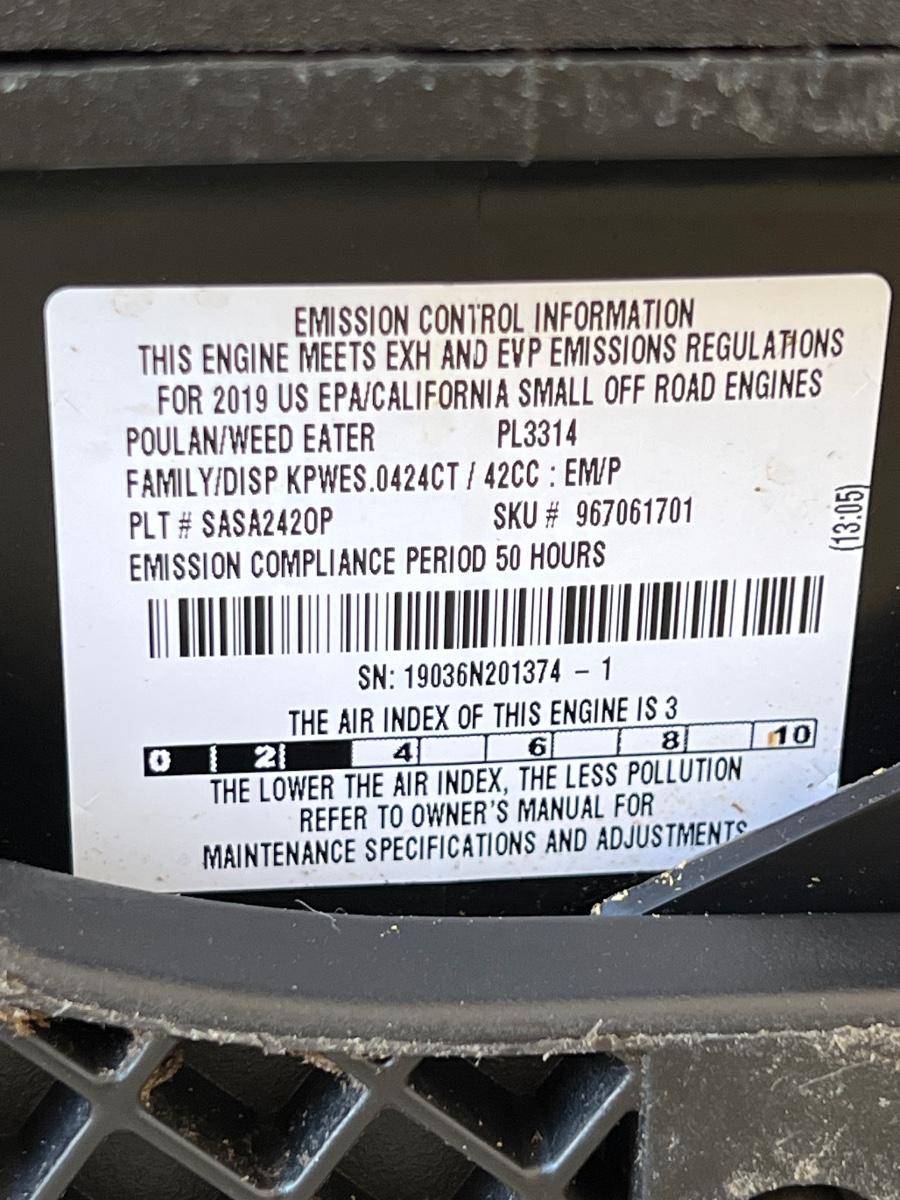 EMISSION CONTROL INFORMATION
THIS ENGINE MEETS EXH AND EVP EMISSIONS REGULATIONS
FOR 2019 US EPA/CALIFORNIA SMALL OFF ROAD ENGINES
POULAN/WEED EATER PL3314
FAMILY/DISP KPWES.0424CT / 42CC : EM/P
PLT # SASA242OP SKU # 967061701
EMISSION COMPLIANCE PERIOD 50 HOURS
(13:05)
SN: 19036N201374 - 1
THE AIR INDEX OF THIS ENGINE IS 3
0 2 4 6 8 10
THE LOWER THE AIR INDEX, THE LESS POLLUTION
REFER TO OWNER'S MANUAL FOR
MAINTENANCE SPECIFICATIONS AND ADJUSTMENTS